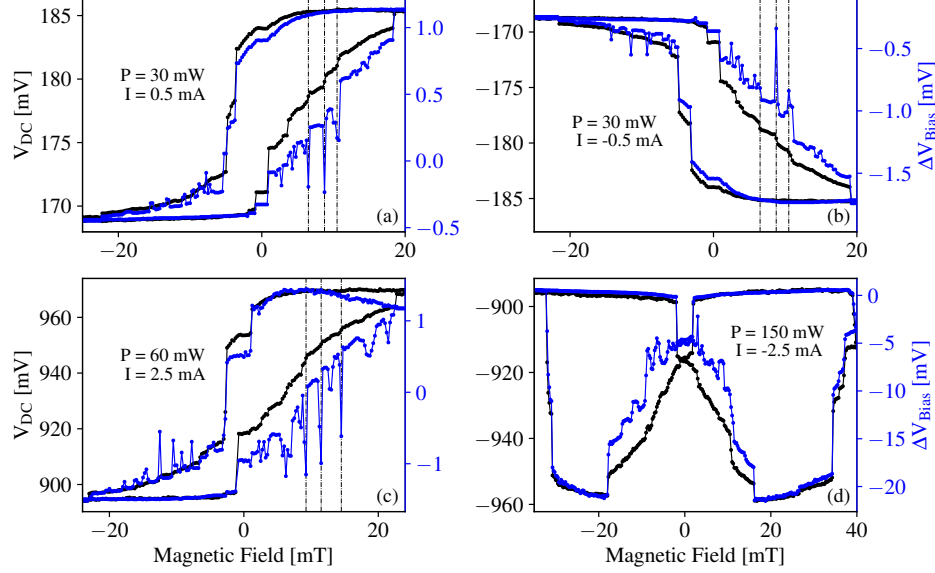 185
180
175
170
V_DC [mV]
P = 30 mW
I = 0.5 mA
(a)
1.0
0.5
0.0
−0.5
−20
0
20
−170
−175
−180
−185
P = 30 mW
I = -0.5 mA
(b)
−0.5
−1.0
−1.5
ΔV_Bias [mV]
−20
0
20
960
940
920
900
V_DC [mV]
P = 60 mW
I = 2.5 mA
(c)
1
0
−1
−20
0
20
Magnetic Field [mT]
−900
−920
−940
−960
P = 150 mW
I = -2.5 mA
(d)
0
−5
−10
−15
−20
ΔV_Bias [mV]
−20
0
20
40
Magnetic Field [mT]